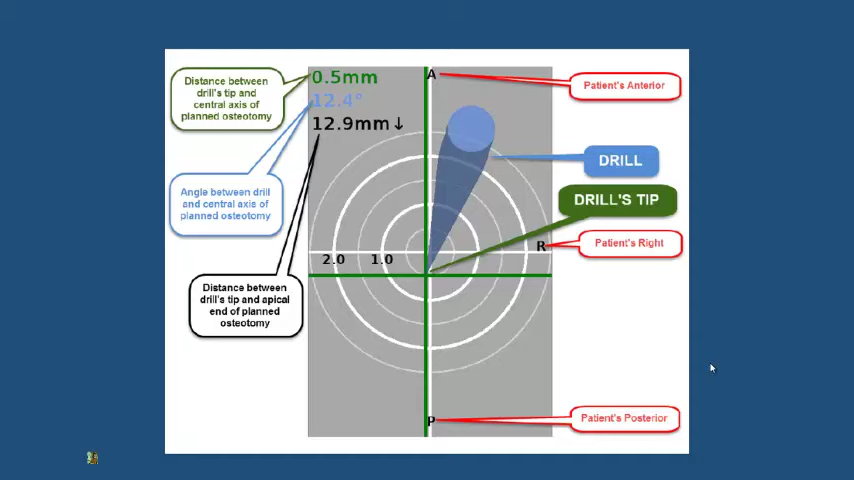 Distance between
drill's tip and
central axis of
planned osteotomy
0.5mm
12.4°
12.9mm↓
A
Patient's Anterior
DRILL
Angle between drill
and central axis of
planned osteotomy
DRILL'S TIP
R
Patient's Right
2.0
1.0
Distance between
drill's tip and apical
end of planned
osteotomy
P
Patient's Posterior